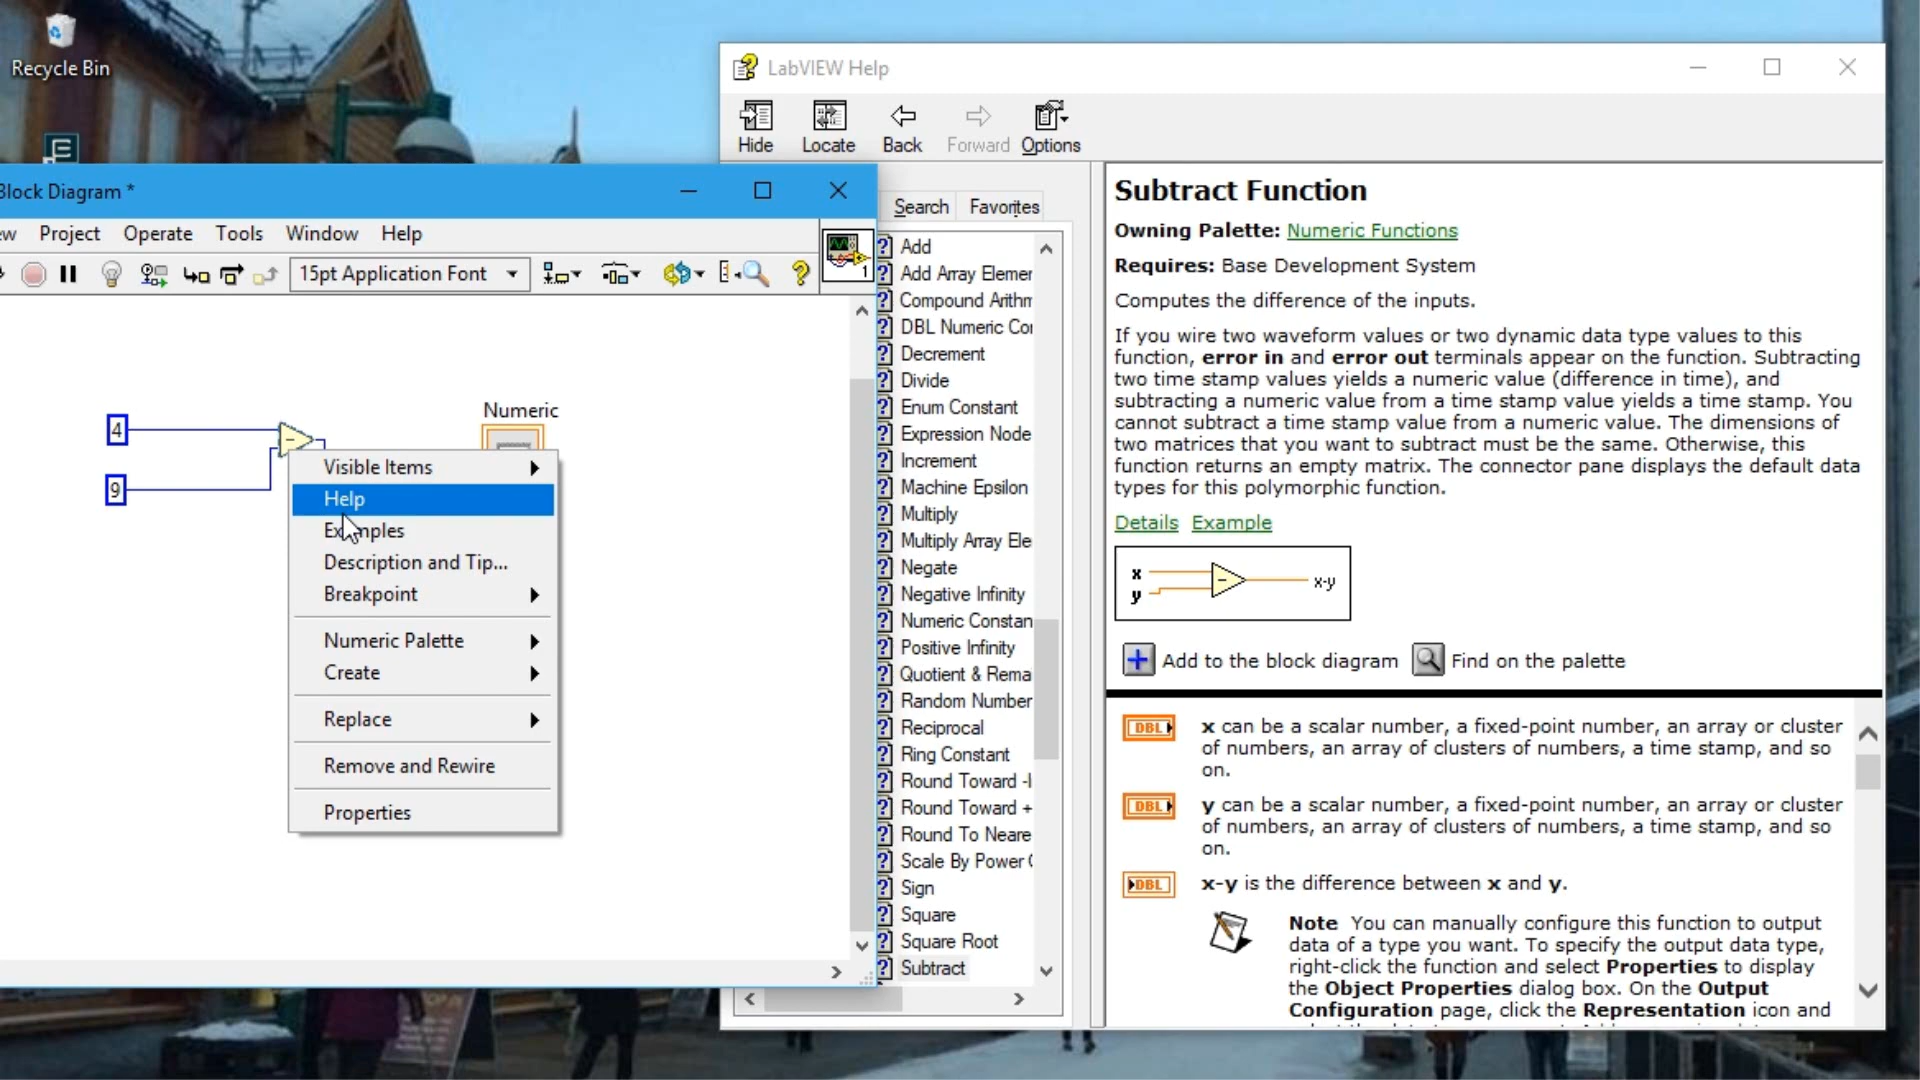 Recycle Bin
LabVIEW Help
Hide
Locate
Back
Forward
Options
Block Diagram *
Project
Operate
Tools
Window
Help
15pt Application Font
1
4
9
Numeric
Visible Items
Help
Examples
Description and Tip...
Breakpoint
Numeric Palette
Create
Replace
Remove and Rewire
Properties
Search
Favorites
Add
Add Array Elemer
Compound Arithm
DBL Numeric Cor
Decrement
Divide
Enum Constant
Expression Node
Increment
Machine Epsilon
Multiply
Multiply Array Ele
Negate
Negative Infinity
Numeric Constan
Positive Infinity
Quotient & Rema
Random Number
Reciprocal
Ring Constant
Round Toward -I
Round Toward +
Round To Neare
Scale By Power
Sign
Square
Square Root
Subtract
Subtract Function
Owning Palette: Numeric Functions
Requires: Base Development System
Computes the difference of the inputs.
If you wire two waveform values or two dynamic data type values to this
function, error in and error out terminals appear on the function. Subtracting
two time stamp values yields a numeric value (difference in time), and
subtracting a numeric value from a time stamp value yields a time stamp. You
cannot subtract a time stamp value from a numeric value. The dimensions of
two matrices that you want to subtract must be the same. Otherwise, this
function returns an empty matrix. The connector pane displays the default data
types for this polymorphic function.
Details Example
x
y
x-y
Add to the block diagram
Find on the palette
DBL
x can be a scalar number, a fixed-point number, an array or cluster
of numbers, an array of clusters of numbers, a time stamp, and so
on.
DBL
y can be a scalar number, a fixed-point number, an array or cluster
of numbers, an array of clusters of numbers, a time stamp, and so
on.
DBL
x-y is the difference between x and y.
Note You can manually configure this function to output
data of a type you want. To specify the output data type,
right-click the function and select Properties to display
the Object Properties dialog box. On the Output
Configuration page, click the Representation icon and